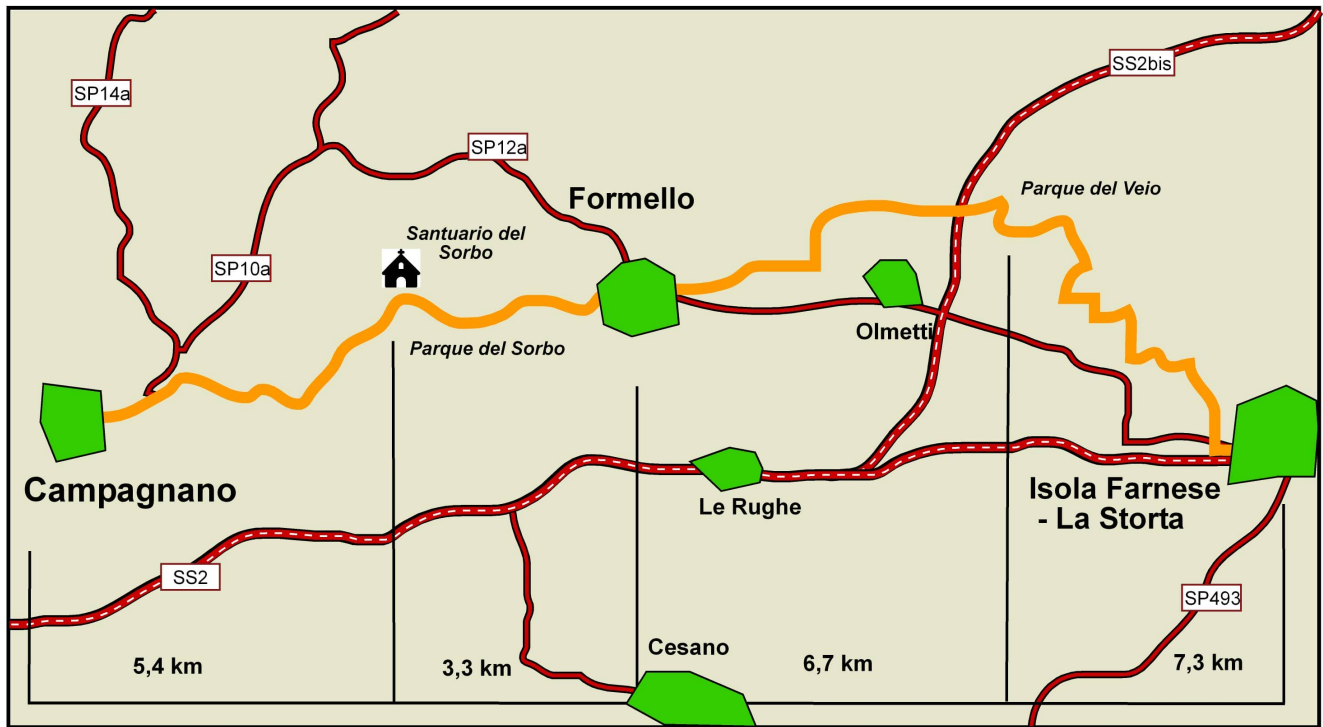 SS2bis
SP14a
SP12a
Formello
Parque del Veio
Santuario del
Sorbo
SP10a
Olmetti
Parque del Sorbo
Campagnano
Le Rughe
Isola Farnese
- La Storta
SS2
SP493
Cesano
5,4 km
3,3 km
6,7 km
7,3 km